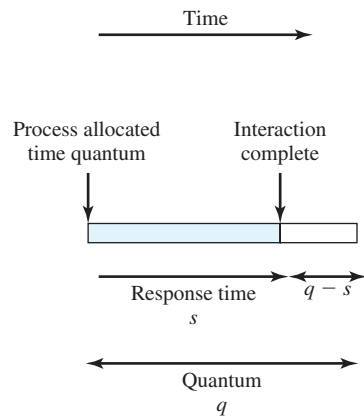 Time
Process allocated
time quantum
Interaction
complete
Response time
s
q − s
Quantum
q